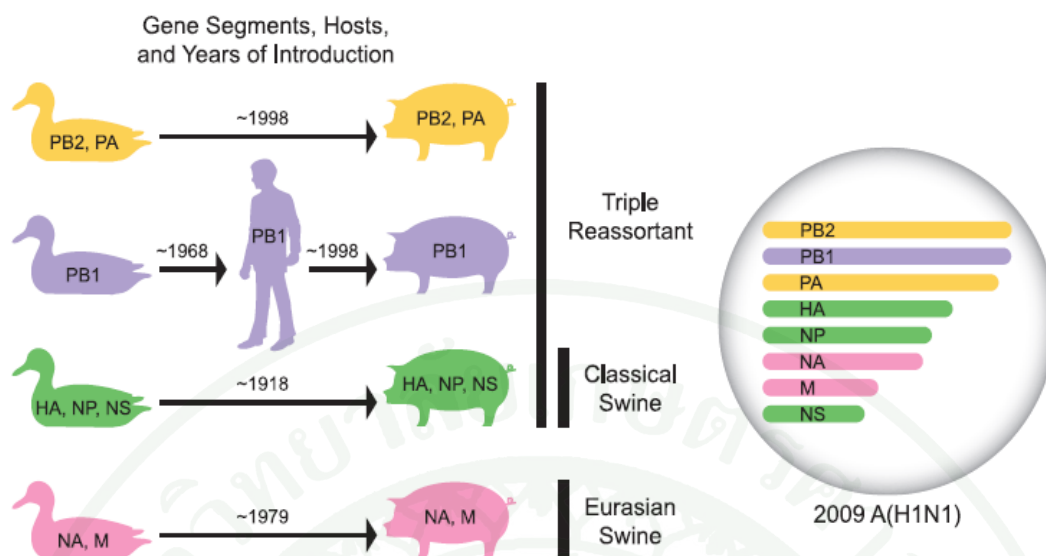 Gene Segments, Hosts,
and Years of Introduction
PB2, PA
~1998
PB2, PA
PB1
~1968
PB1
~1998
PB1
Triple
Reassortant
HA, NP, NS
~1918
HA, NP, NS
Classical
Swine
NA, M
~1979
NA, M
Eurasian
Swine
PB2
PB1
PA
HA
NP
NA
M
NS
2009 A(H1N1)